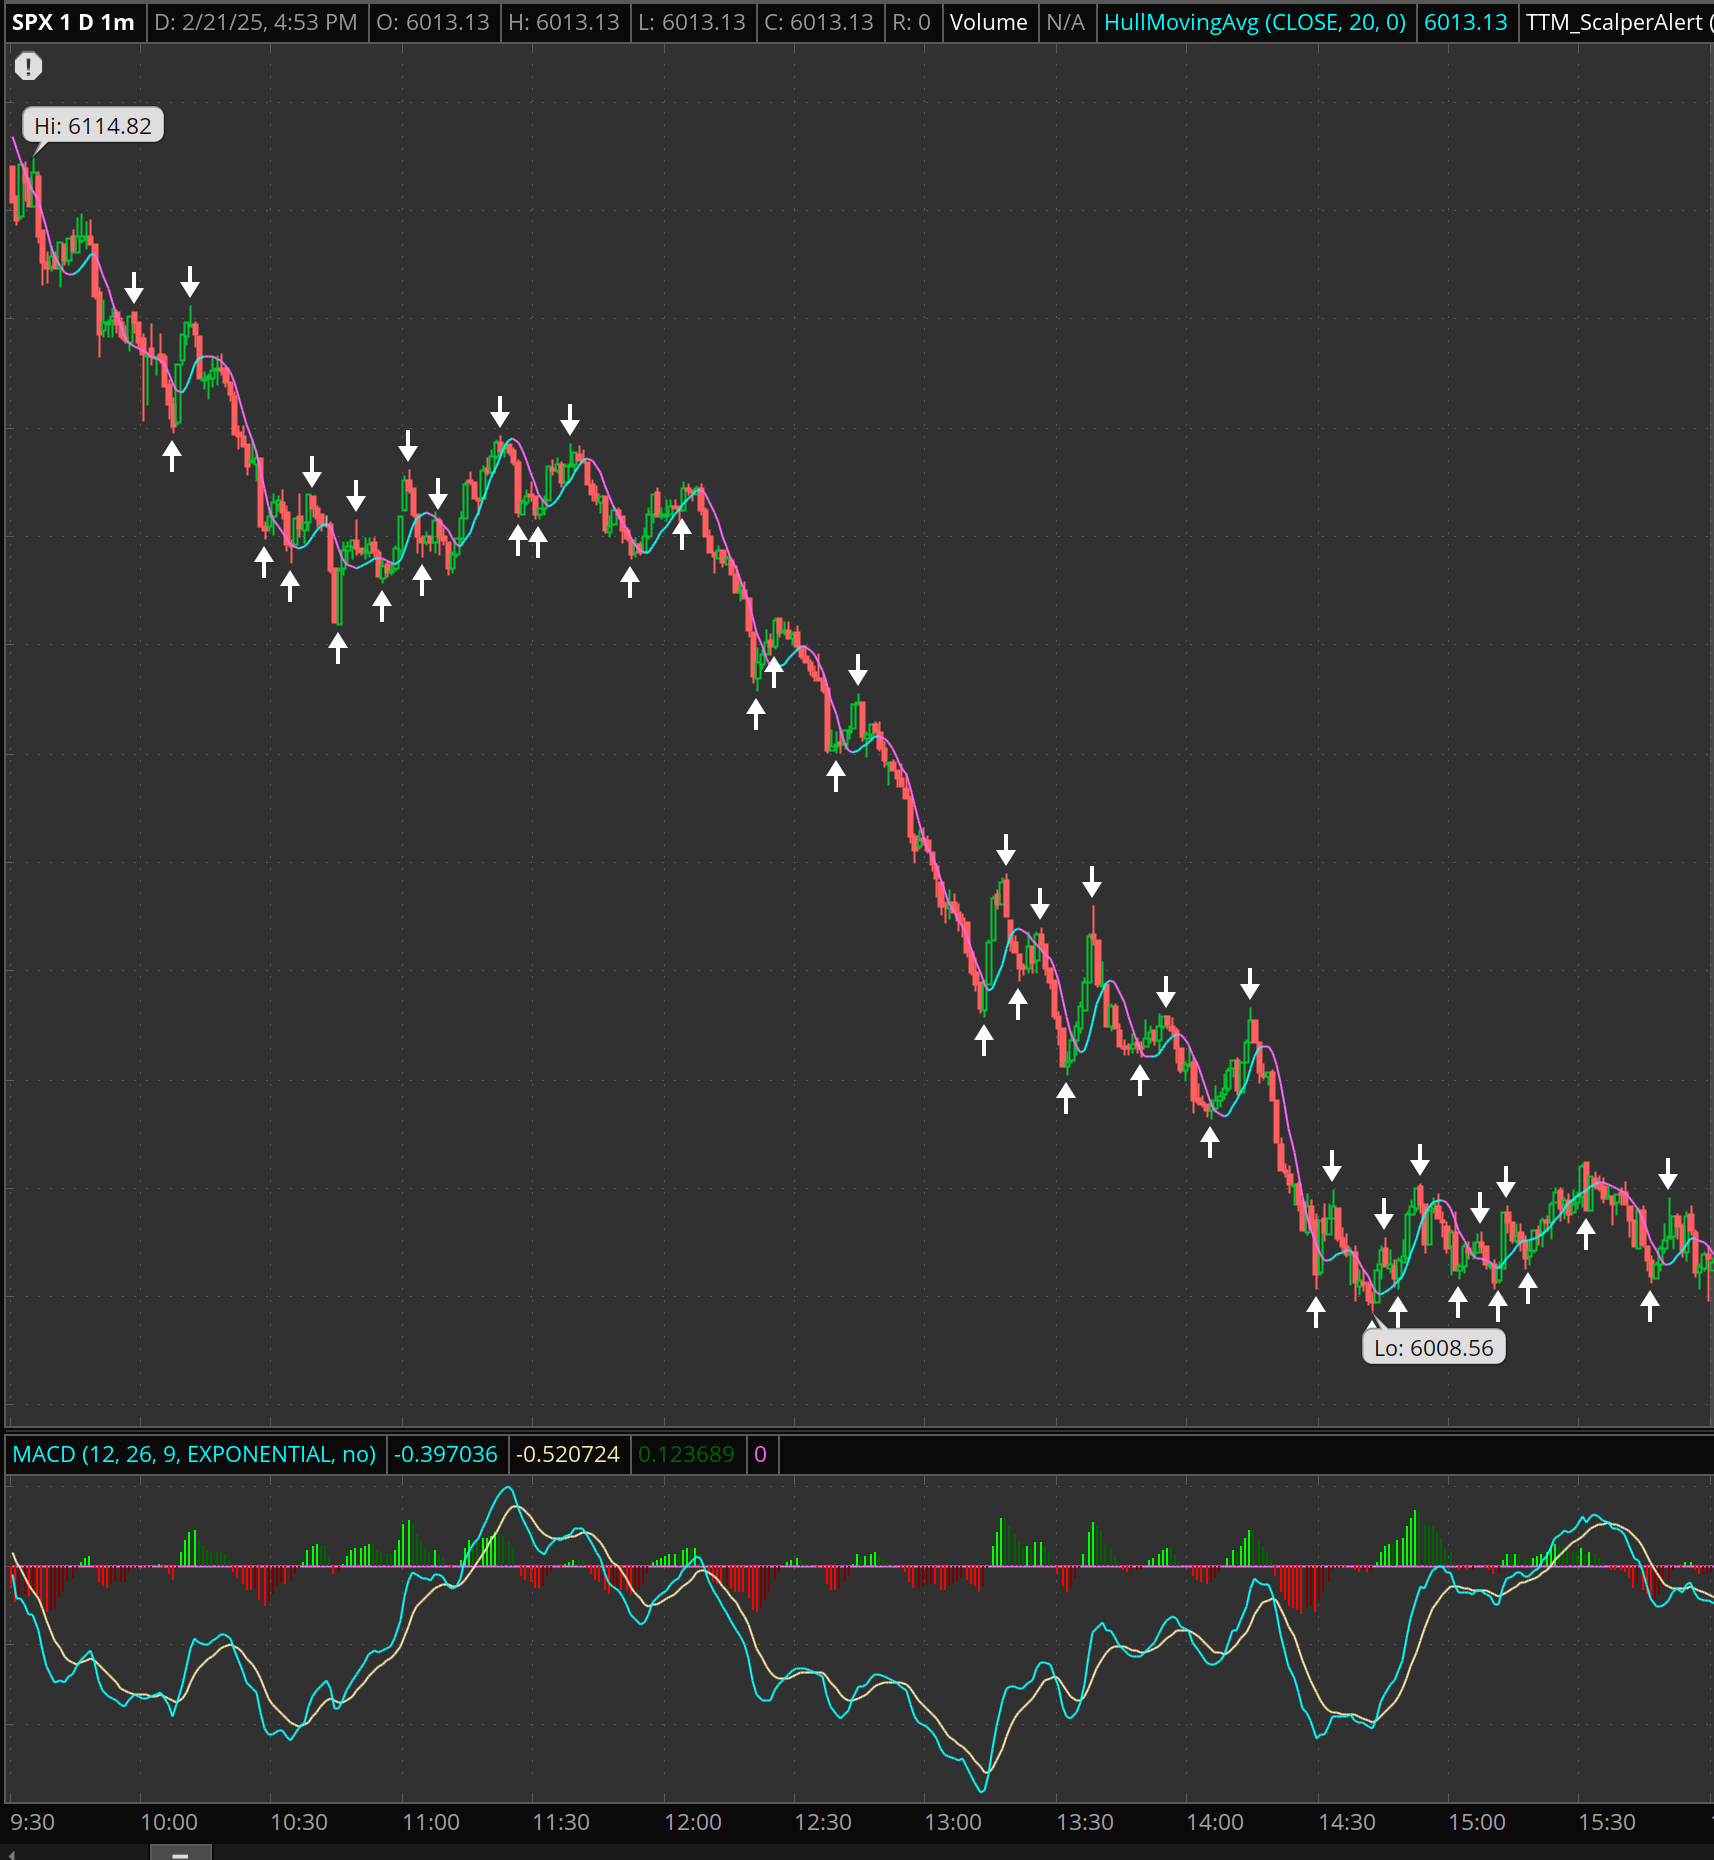 SPX 1 D 1m D: 2/21/25, 4:53 PM O: 6013.13 H: 6013.13 L: 6013.13 C: 6013.13 R: 0 Volume N/A HullMovingAvg (CLOSE, 20, 0) 6013.13 TTM_ScalperAlert (
Hi: 6114.82
Lo: 6008.56
MACD (12, 26, 9, EXPONENTIAL, no) -0.397036 -0.520724 0.123689 0
9:30 10:00 10:30 11:00 11:30 12:00 12:30 13:00 13:30 14:00 14:30 15:00 15:30